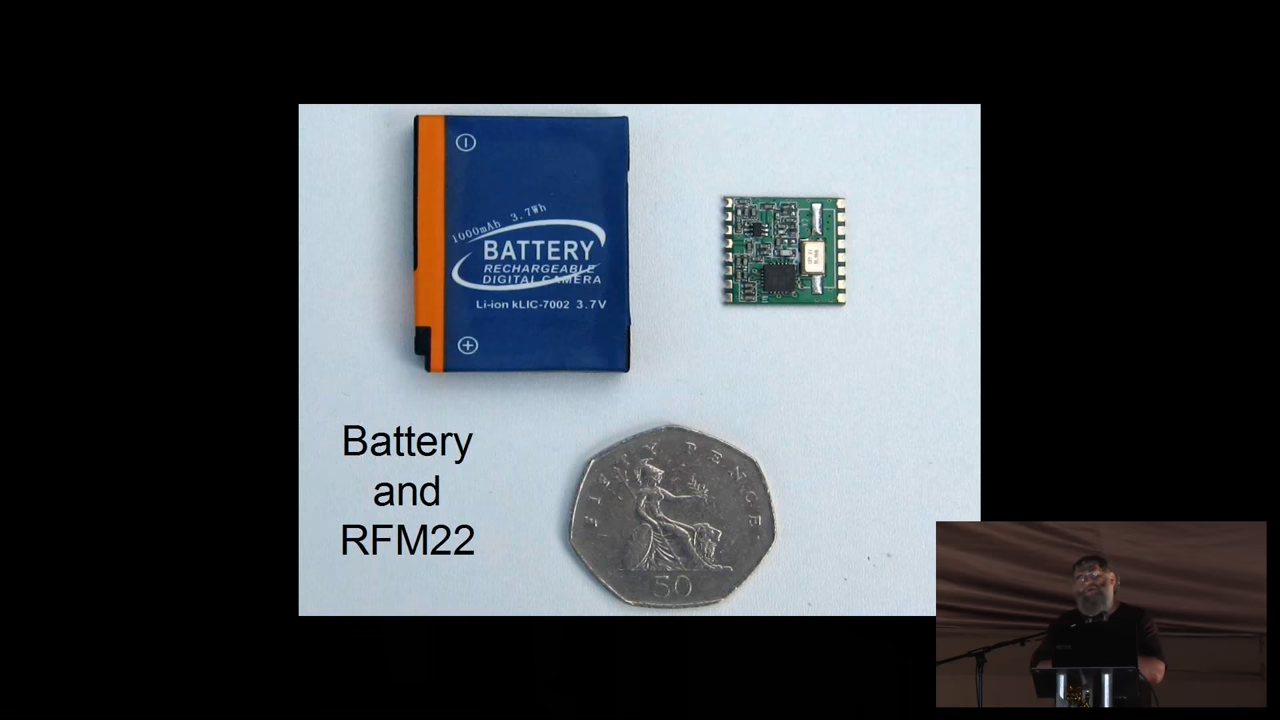 1000mAh 3.7Wh
BATTERY
RECHARGEABLE
DIGITAL CAMERA
Li-ion kLIC-7002 3.7V
FIFTY PENCE
50
Battery
and
RFM22